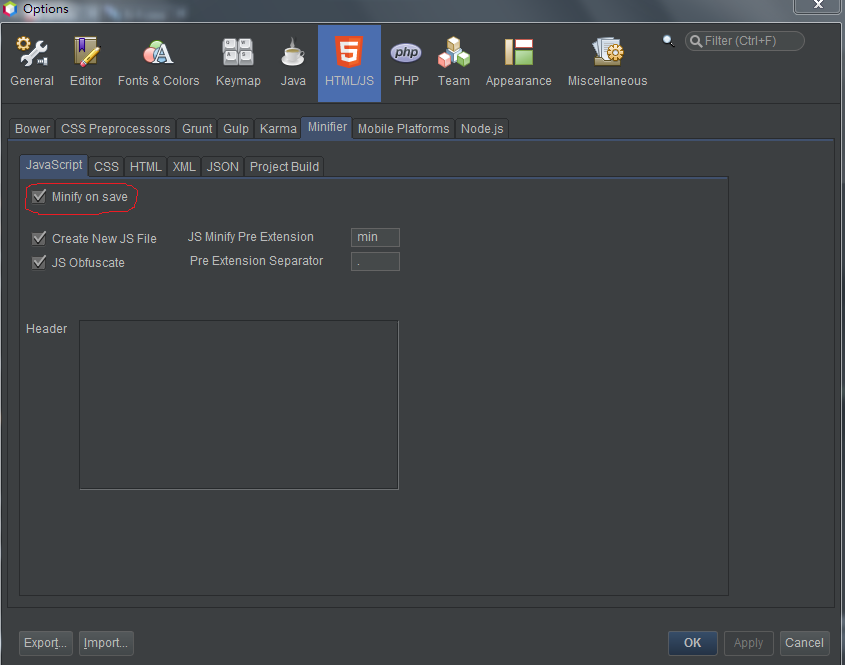 Options
Filter (Ctrl+F)
General Editor Fonts & Colors Keymap Java HTML/JS PHP Team Appearance Miscellaneous
Bower CSS Preprocessors Grunt Gulp Karma Minifier Mobile Platforms Node.js
JavaScript CSS HTML XML JSON Project Build
Minify on save
Create New JS File JS Minify Pre Extension min
JS Obfuscate Pre Extension Separator .
Header
Export... Import... OK Apply Cancel